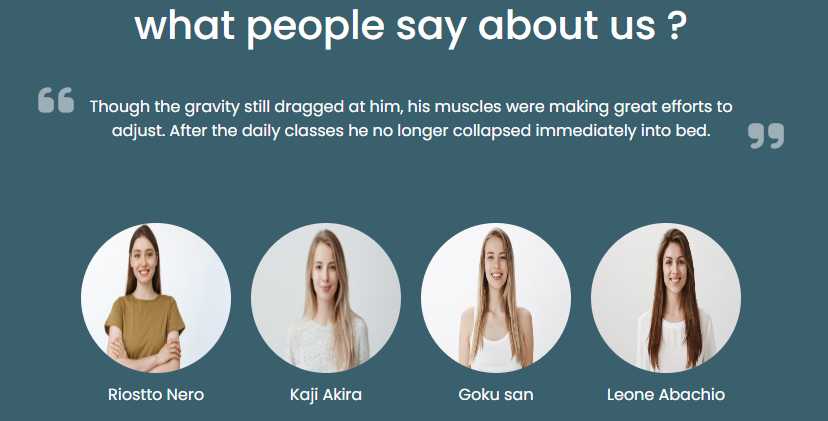 what people say about us ?
“ Though the gravity still dragged at him, his muscles were making great efforts to
adjust. After the daily classes he no longer collapsed immediately into bed. ”
Riostto Nero
Kaji Akira
Goku san
Leone Abachio